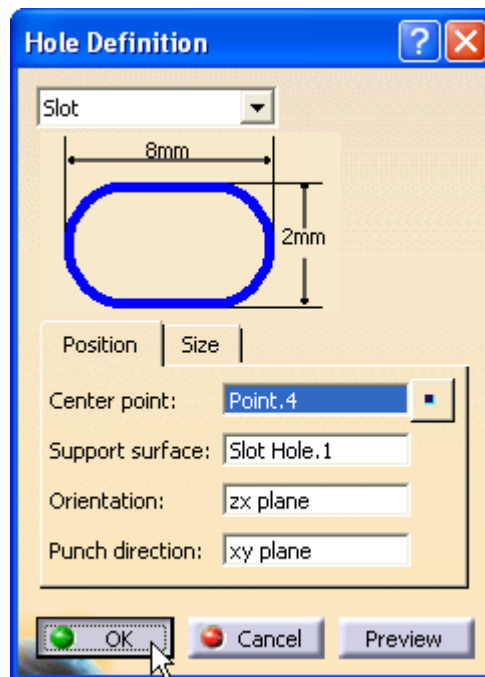 Hole Definition
Slot
8mm
2mm
Position Size
Center point: Point.4
Support surface: Slot Hole.1
Orientation: zx plane
Punch direction: xy plane
OK Cancel Preview